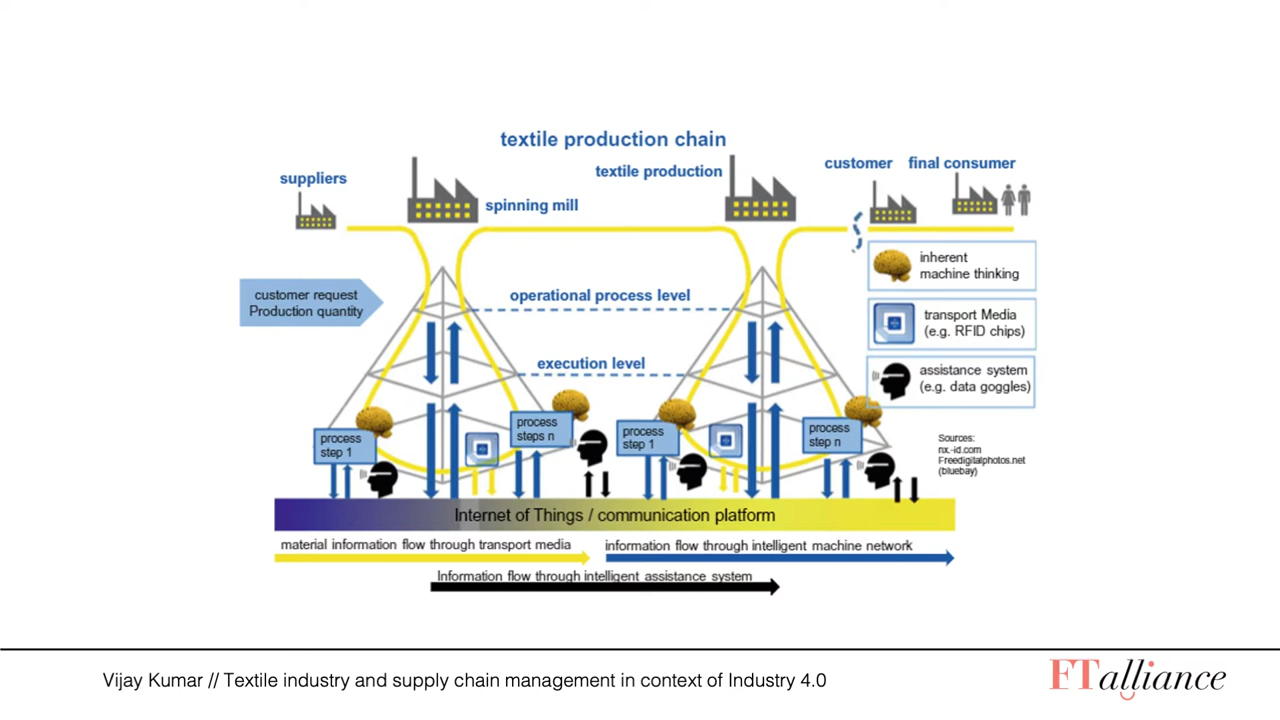 textile production chain
suppliers
spinning mill
textile production
customer
final consumer
customer request
Production quantity
operational process level
execution level
inherent
machine thinking
transport Media
(e.g. RFID chips)
assistance system
(e.g. data goggles)
process
step 1
process
steps n
process
step 1
process
step n
Sources:
nx.-id.com
Freedigitalphotos.net
(bluebay)
Internet of Things / communication platform
material information flow through transport media
information flow through intelligent machine network
Information flow through intelligent assistance system
Vijay Kumar // Textile industry and supply chain management in context of Industry 4.0
FTalliance